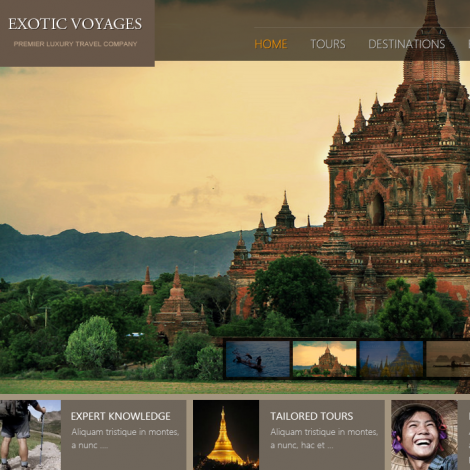 EXOTIC VOYAGES
PREMIER LUXURY TRAVEL COMPANY
HOME TOURS DESTINATIONS
EXPERT KNOWLEDGE
Aliquam tristique in montes,
a nunc ....
TAILORED TOURS
Aliquam tristique in montes,
a nunc, hac et ...